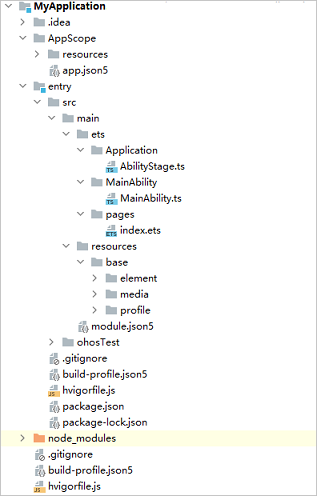 MyApplication
.idea
AppScope
resources
app.json5
entry
src
main
ets
Application
AbilityStage.ts
MainAbility
MainAbility.ts
pages
index.ets
resources
base
element
media
profile
module.json5
ohosTest
.gitignore
build-profile.json5
hvigorfile.js
package.json
package-lock.json
node_modules
.gitignore
build-profile.json5
hvigorfile.js